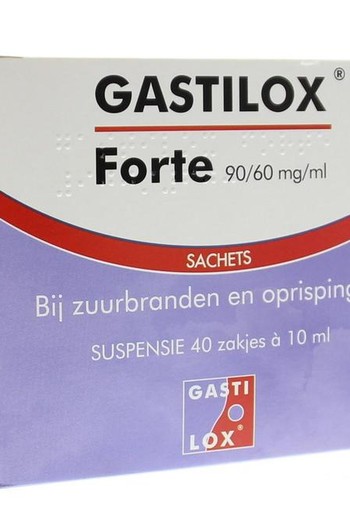 GASTILOX®
Forte 90/60 mg/ml
SACHETS
Bij zuurbranden en oprisping
SUSPENSIE 40 zakjes à 10 ml
GASTI
LOX®